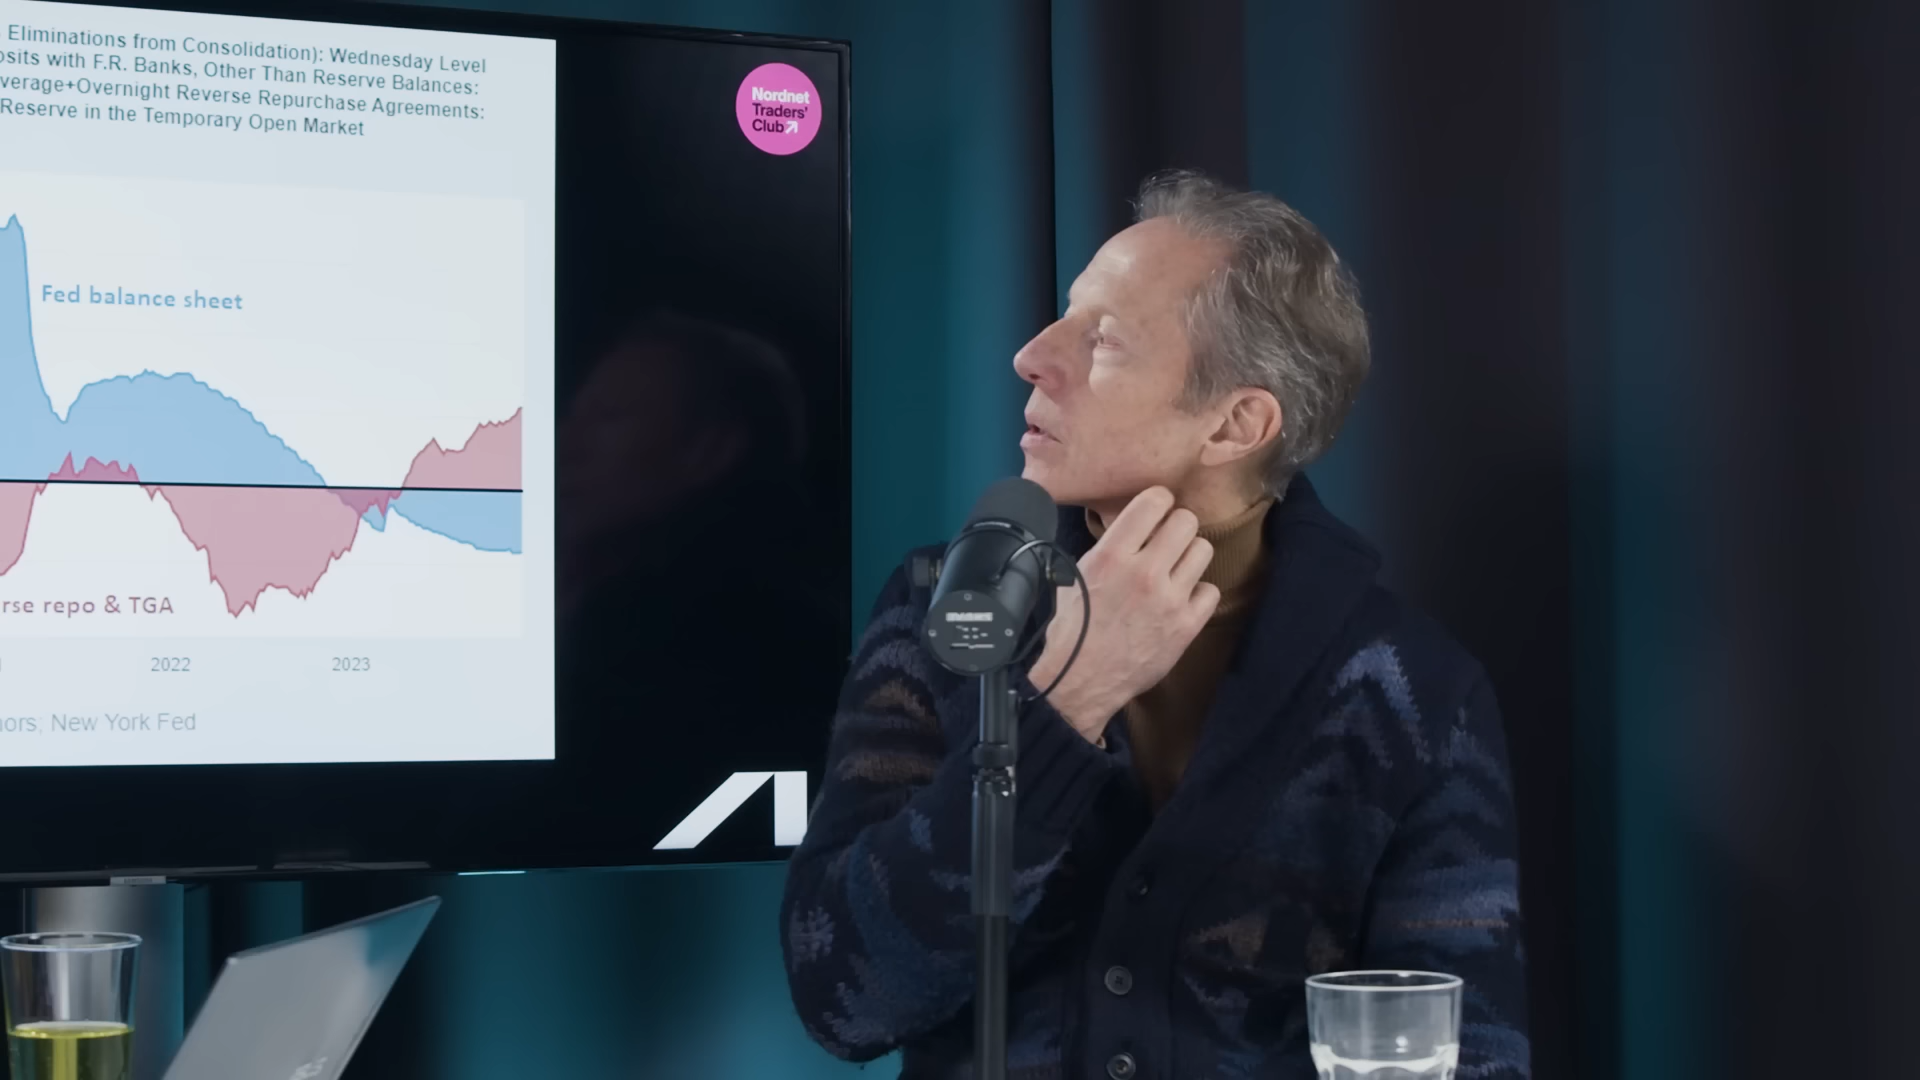 Eliminations from Consolidation): Wednesday Level
osits with F.R. Banks, Other Than Reserve Balances:
verage+Overnight Reverse Repurchase Agreements:
Reserve in the Temporary Open Market
Nordnet
Traders'
Club
Fed balance sheet
rse repo & TGA
2022
2023
nors; New York Fed